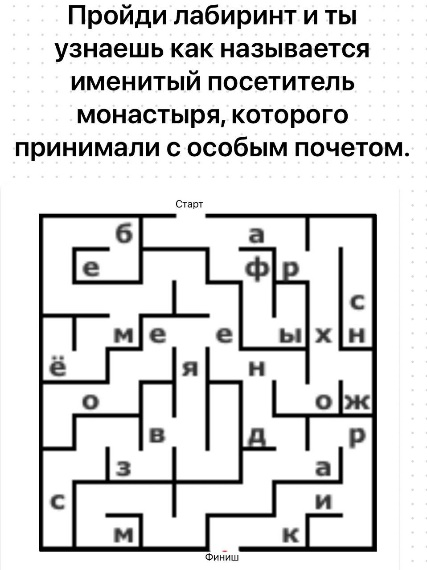 Пройди лабиринт и ты
узнаешь как называется
именитый посетитель
монастыря, которого
принимали с особым почетом.
Старт
б а
е ф р
с
м е е ы х н
ё я н
о о ж
в д р
з а
с и
м к
Финиш